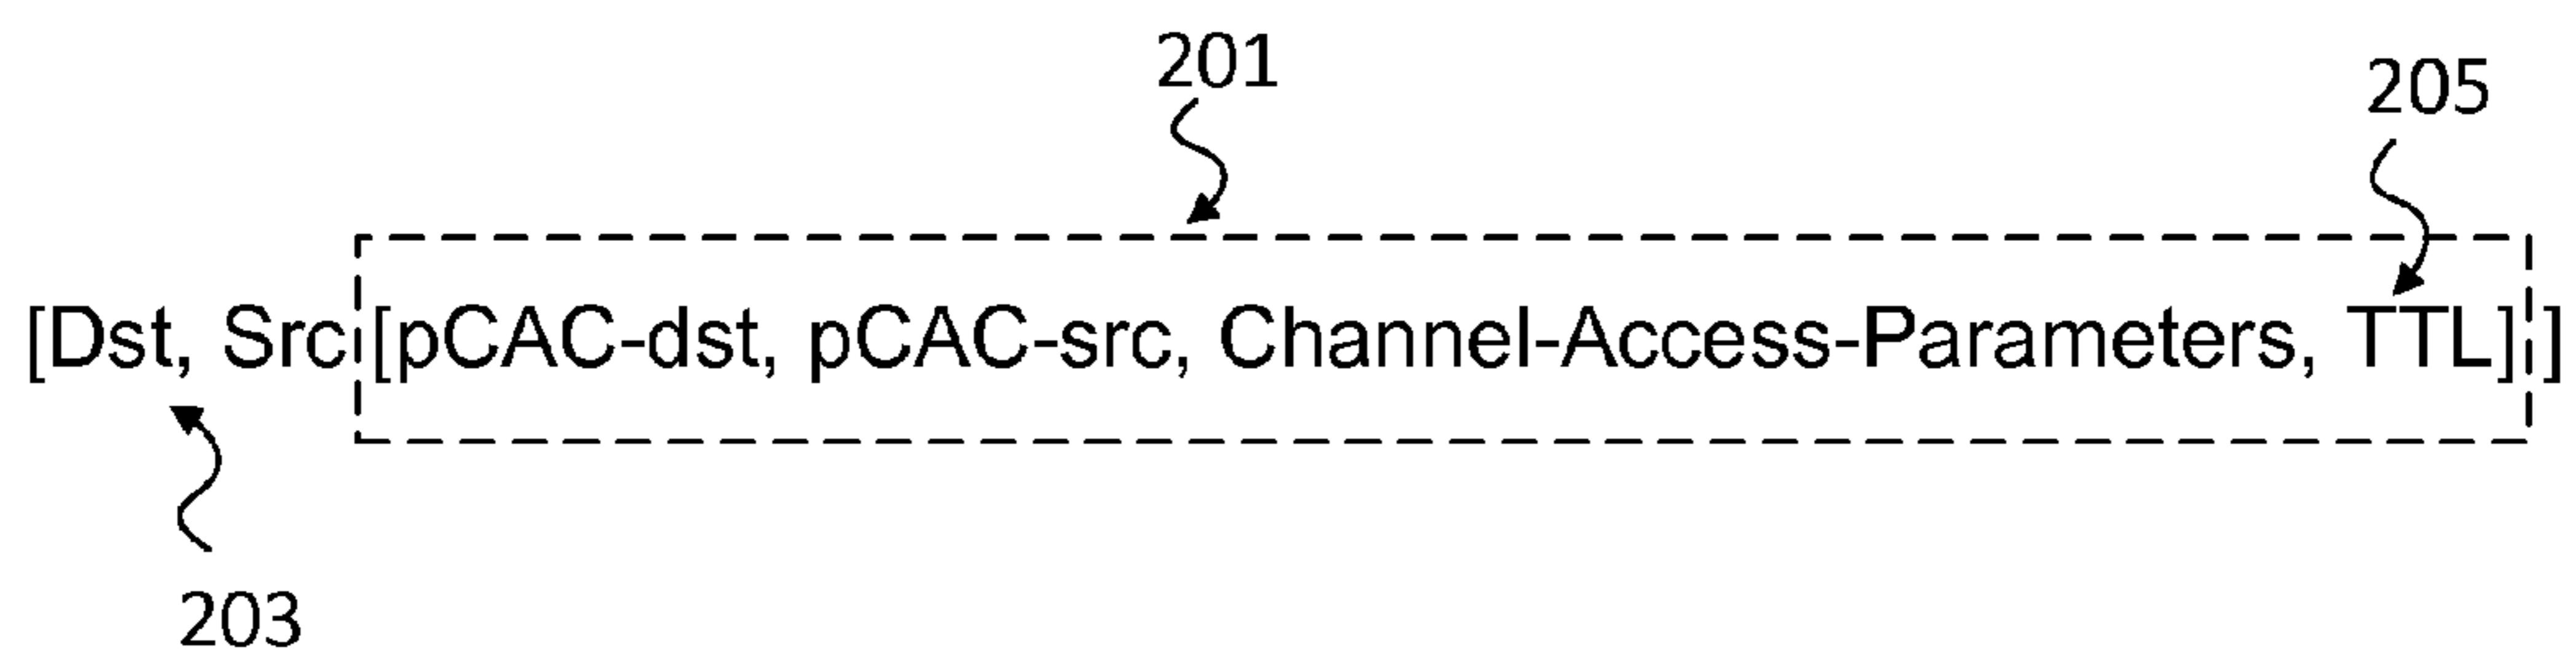 201
205
[Dst, Src [pCAC-dst, pCAC-src, Channel-Access-Parameters, TTL] ]
203